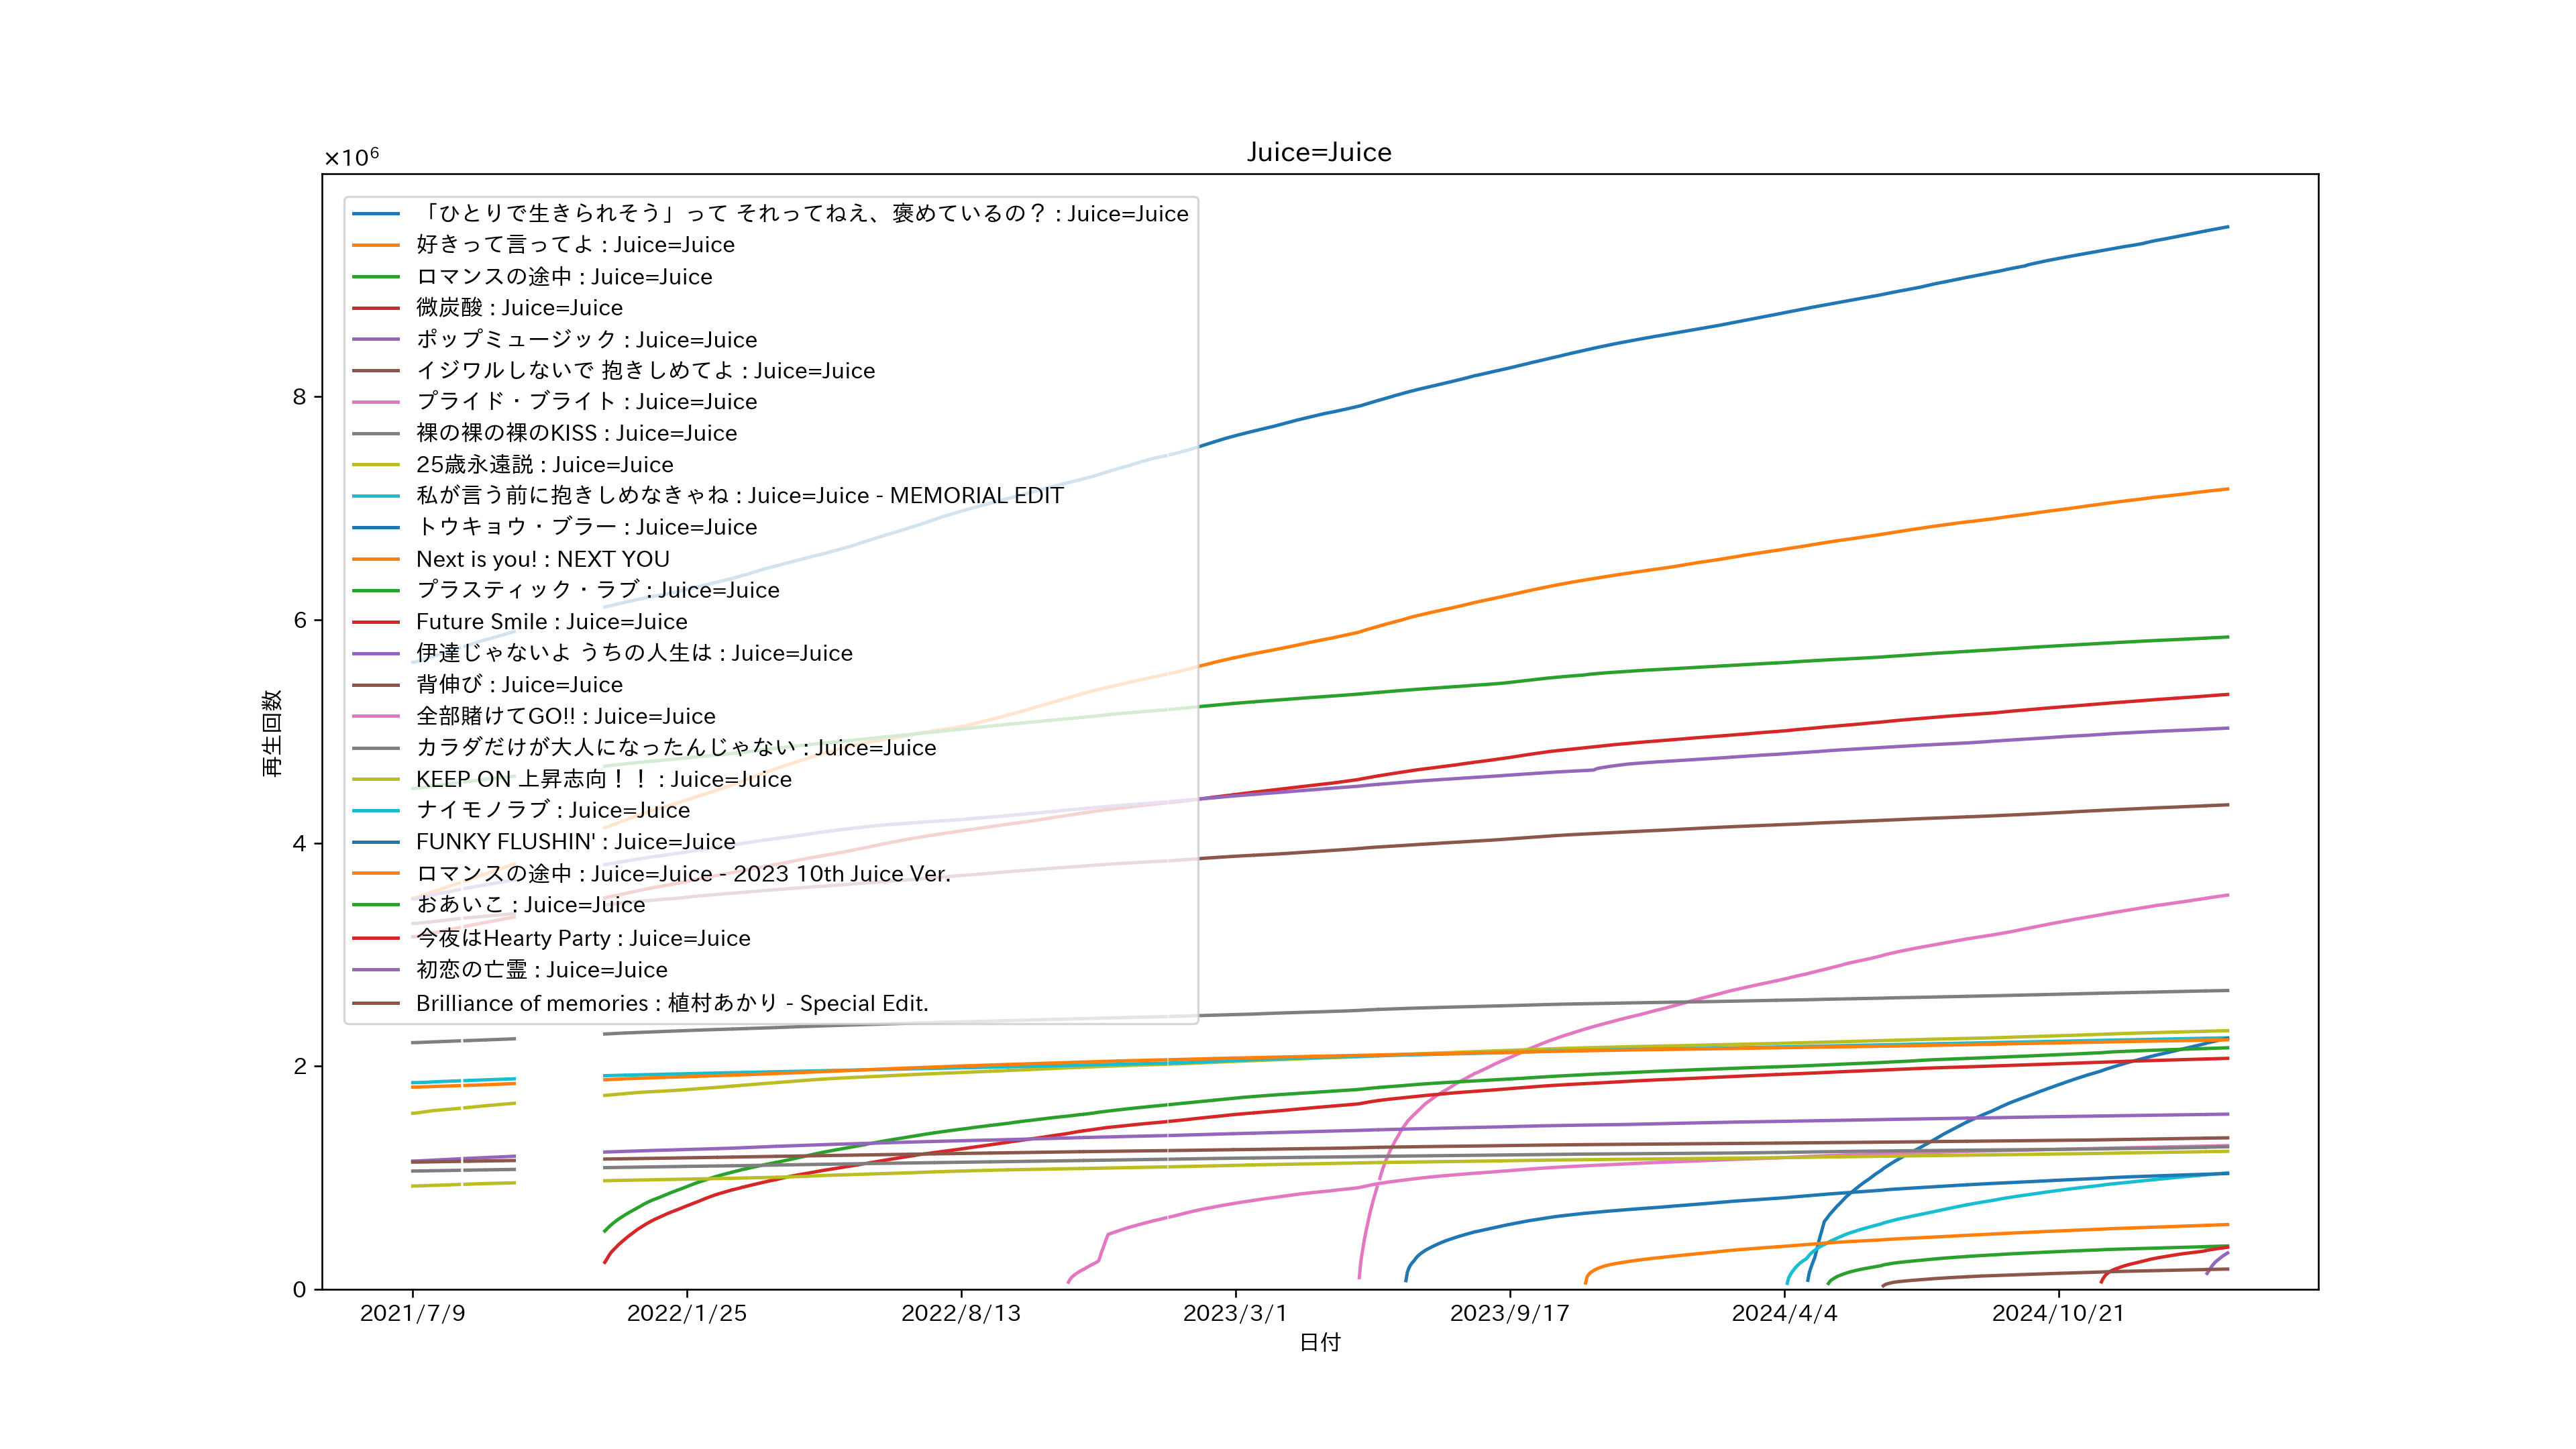 Juice=Juice
×10⁶
「ひとりで生きられそう」って それってねえ、褒めているの？ : Juice=Juice
好きって言ってよ : Juice=Juice
ロマンスの途中 : Juice=Juice
微炭酸 : Juice=Juice
ポップミュージック : Juice=Juice
イジワルしないで 抱きしめてよ : Juice=Juice
プライド・ブライト : Juice=Juice
裸の裸の裸のKISS : Juice=Juice
25歳永遠説 : Juice=Juice
私が言う前に抱きしめなきゃね : Juice=Juice - MEMORIAL EDIT
トウキョウ・ブラー : Juice=Juice
Next is you! : NEXT YOU
プラスティック・ラブ : Juice=Juice
Future Smile : Juice=Juice
伊達じゃないよ うちの人生は : Juice=Juice
背伸び : Juice=Juice
全部賭けてGO!! : Juice=Juice
カラダだけが大人になったんじゃない : Juice=Juice
KEEP ON 上昇志向！！ : Juice=Juice
ナイモノラブ : Juice=Juice
FUNKY FLUSHIN' : Juice=Juice
ロマンスの途中 : Juice=Juice - 2023 10th Juice Ver.
おあいこ : Juice=Juice
今夜はHearty Party : Juice=Juice
初恋の亡霊 : Juice=Juice
Brilliance of memories : 植村あかり - Special Edit.
8
6
4
2
0
再生回数
2021/7/9 2022/1/25 2022/8/13 2023/3/1 2023/9/17 2024/4/4 2024/10/21
日付